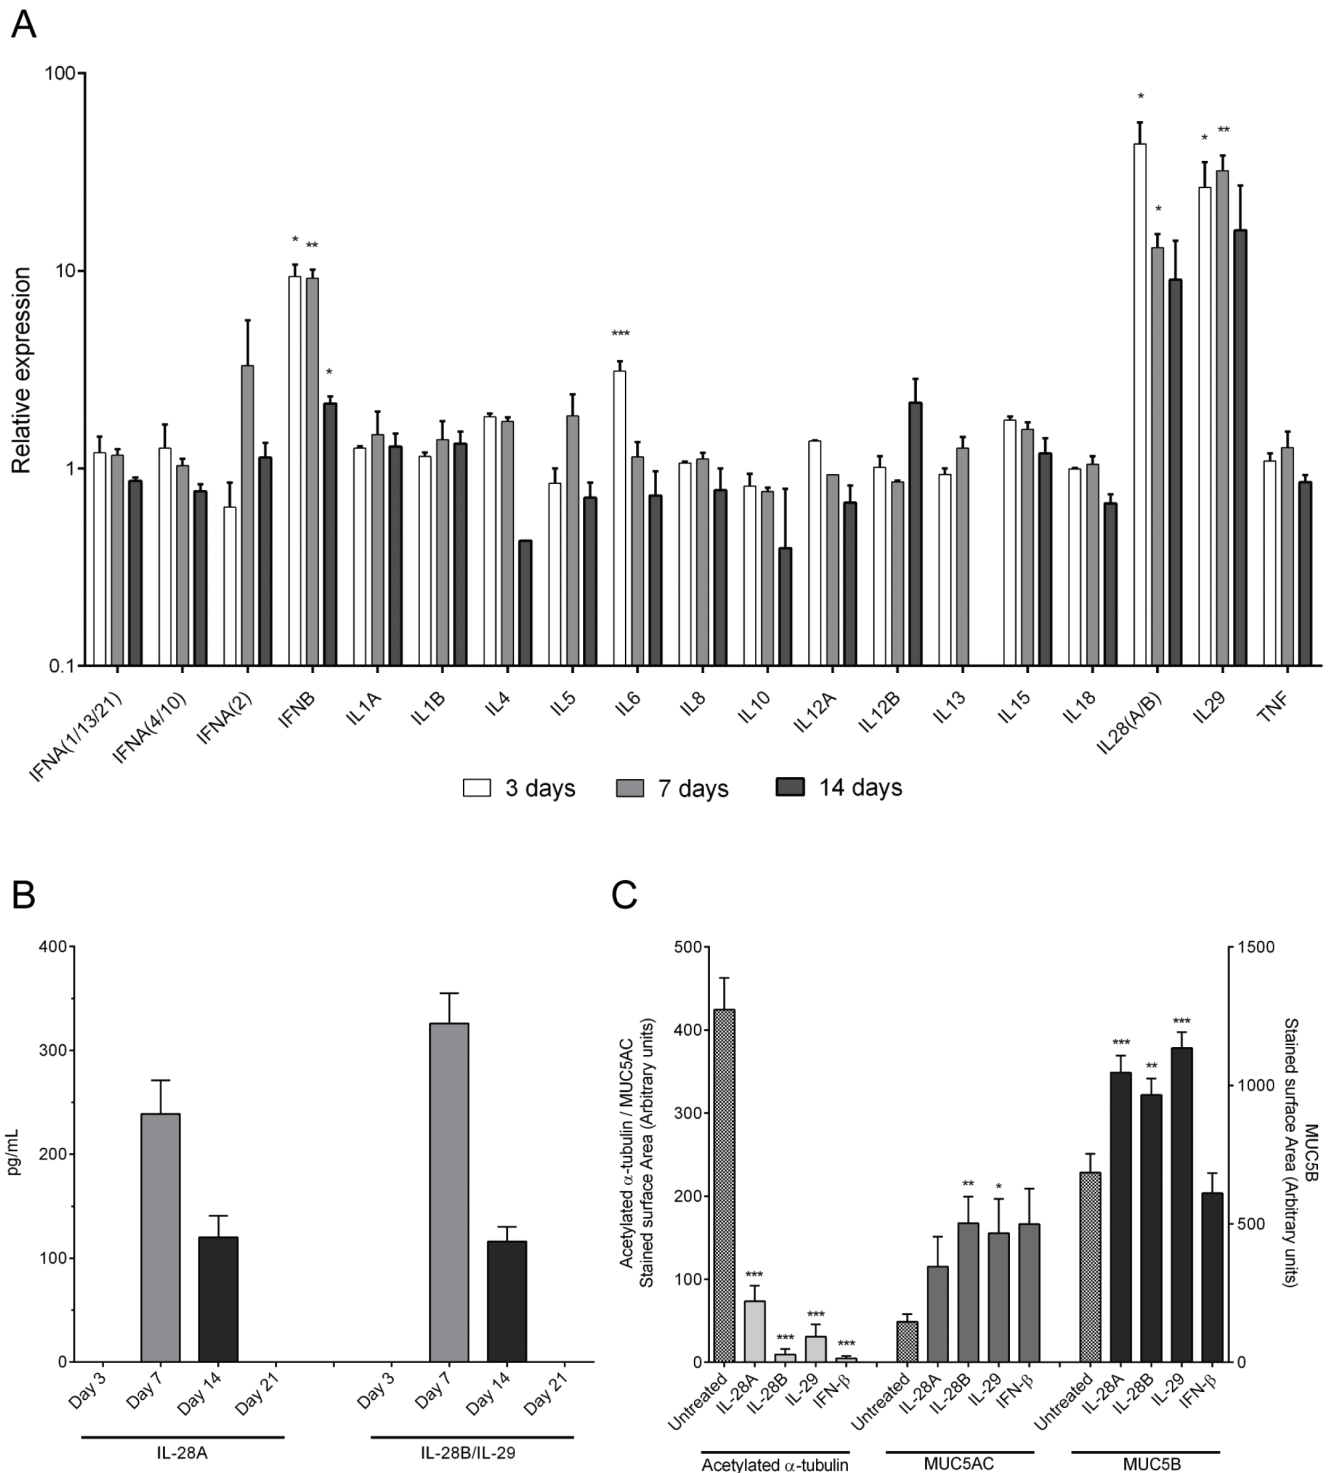 A
100
10
1
0.1
Relative expression
*
**
*
***
*
*
*
**
IFNA(1/13/21)
IFNA(4/10)
IFNA(2)
IFNB
IL1A
IL1B
IL4
IL5
IL6
IL8
IL10
IL12A
IL12B
IL13
IL15
IL18
IL28(A/B)
IL29
TNF
3 days
7 days
14 days
B
400
300
200
100
0
pg/mL
Day 3
Day 7
Day 14
Day 21
Day 3
Day 7
Day 14
Day 21
IL-28A
IL-28B/IL-29
C
500
400
300
200
100
0
Acetylated α-tubulin / MUC5AC
Stained surface Area (Arbitrary units)
1500
1000
500
0
MUC5B
Stained surface Area (Arbitrary units)
***
***
***
***
**
*
***
**
***
Untreated
IL-28A
IL-28B
IL-29
IFN-β
Untreated
IL-28A
IL-28B
IL-29
IFN-β
Untreated
IL-28A
IL-28B
IL-29
IFN-β
Acetylated α-tubulin
MUC5AC
MUC5B